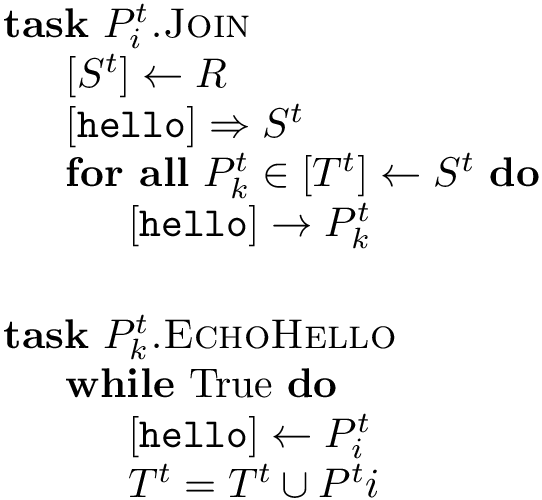 task P_i^t.JOIN
[S^t] ← R
[hello] ⇒ S^t
for all P_k^t ∈ [T^t] ← S^t do
[hello] → P_k^t
task P_k^t.ECHOHELLO
while True do
[hello] ← P_i^t
T^t = T^t ∪ P^t i